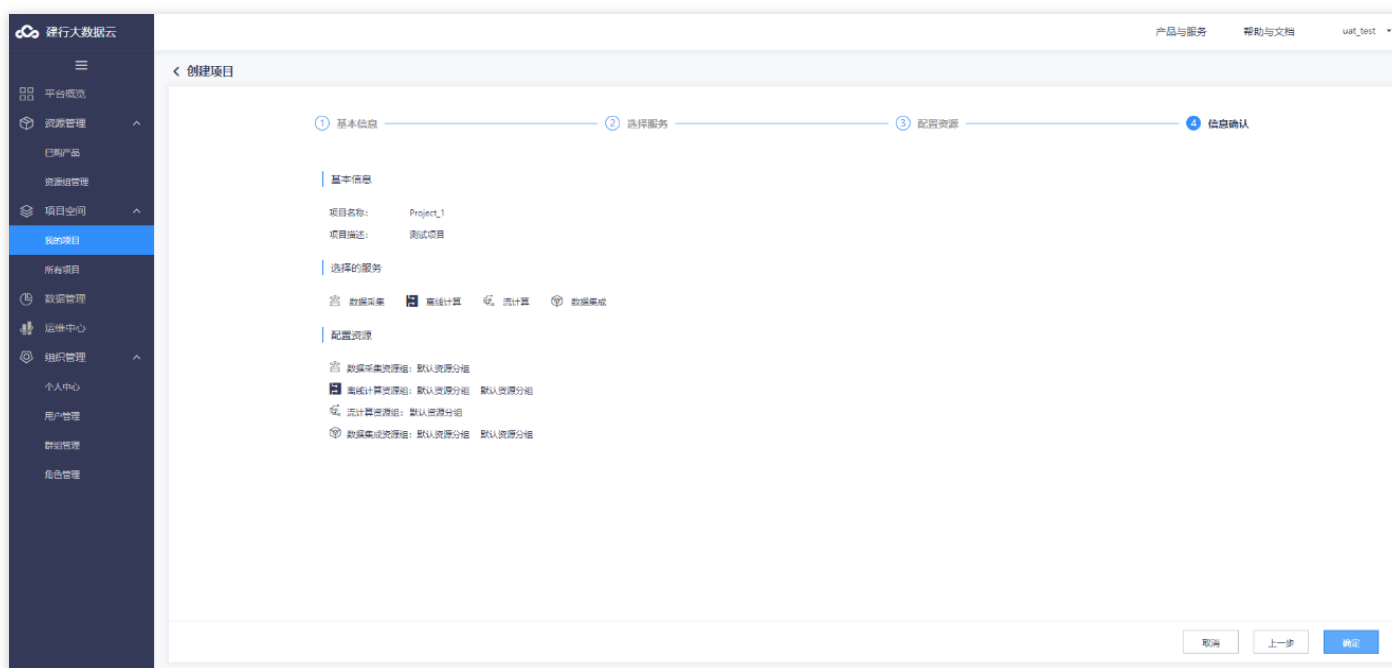 建行大数据云
产品与服务 帮助与文档 uat_test
创建项目
平台概览
资源管理
已购产品
资源组管理
项目空间
我的项目
所有项目
数据管理
运维中心
组织管理
个人中心
用户管理
群组管理
角色管理
1 基本信息 2 选择服务 3 配置资源 4 信息确认
基本信息
项目名称： Project_1
项目描述： 测试项目
选择的服务
数据采集 离线计算 流计算 数据集成
配置资源
数据采集资源组：默认资源分组
离线计算资源组：默认资源分组 默认资源分组
流计算资源组：默认资源分组
数据集成资源组：默认资源分组 默认资源分组
取消 上一步 确定